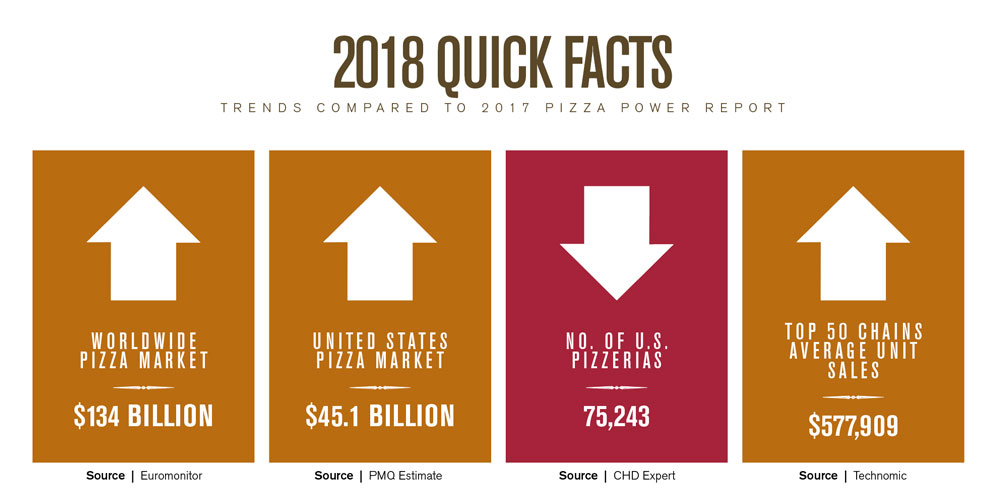 2018 QUICK FACTS
TRENDS COMPARED TO 2017 PIZZA POWER REPORT
WORLDWIDE
PIZZA MARKET
$134 BILLION
Source | Euromonitor
UNITED STATES
PIZZA MARKET
$45.1 BILLION
Source | PMQ Estimate
NO. OF U.S.
PIZZERIAS
75,243
Source | CHD Expert
TOP 50 CHAINS
AVERAGE UNIT
SALES
$577,909
Source | Technomic